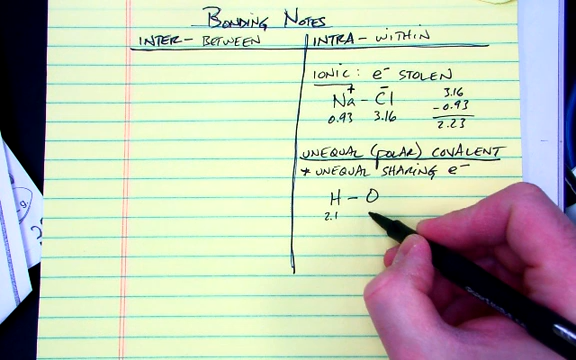 BONDING NOTES
INTER - BETWEEN
INTRA - WITHIN
IONIC: e⁻ STOLEN
Na⁺ - Cl⁻
0.93 3.16
3.16
-0.93
2.23
UNEQUAL (POLAR) COVALENT
* UNEQUAL SHARING e⁻
H - O
2.1